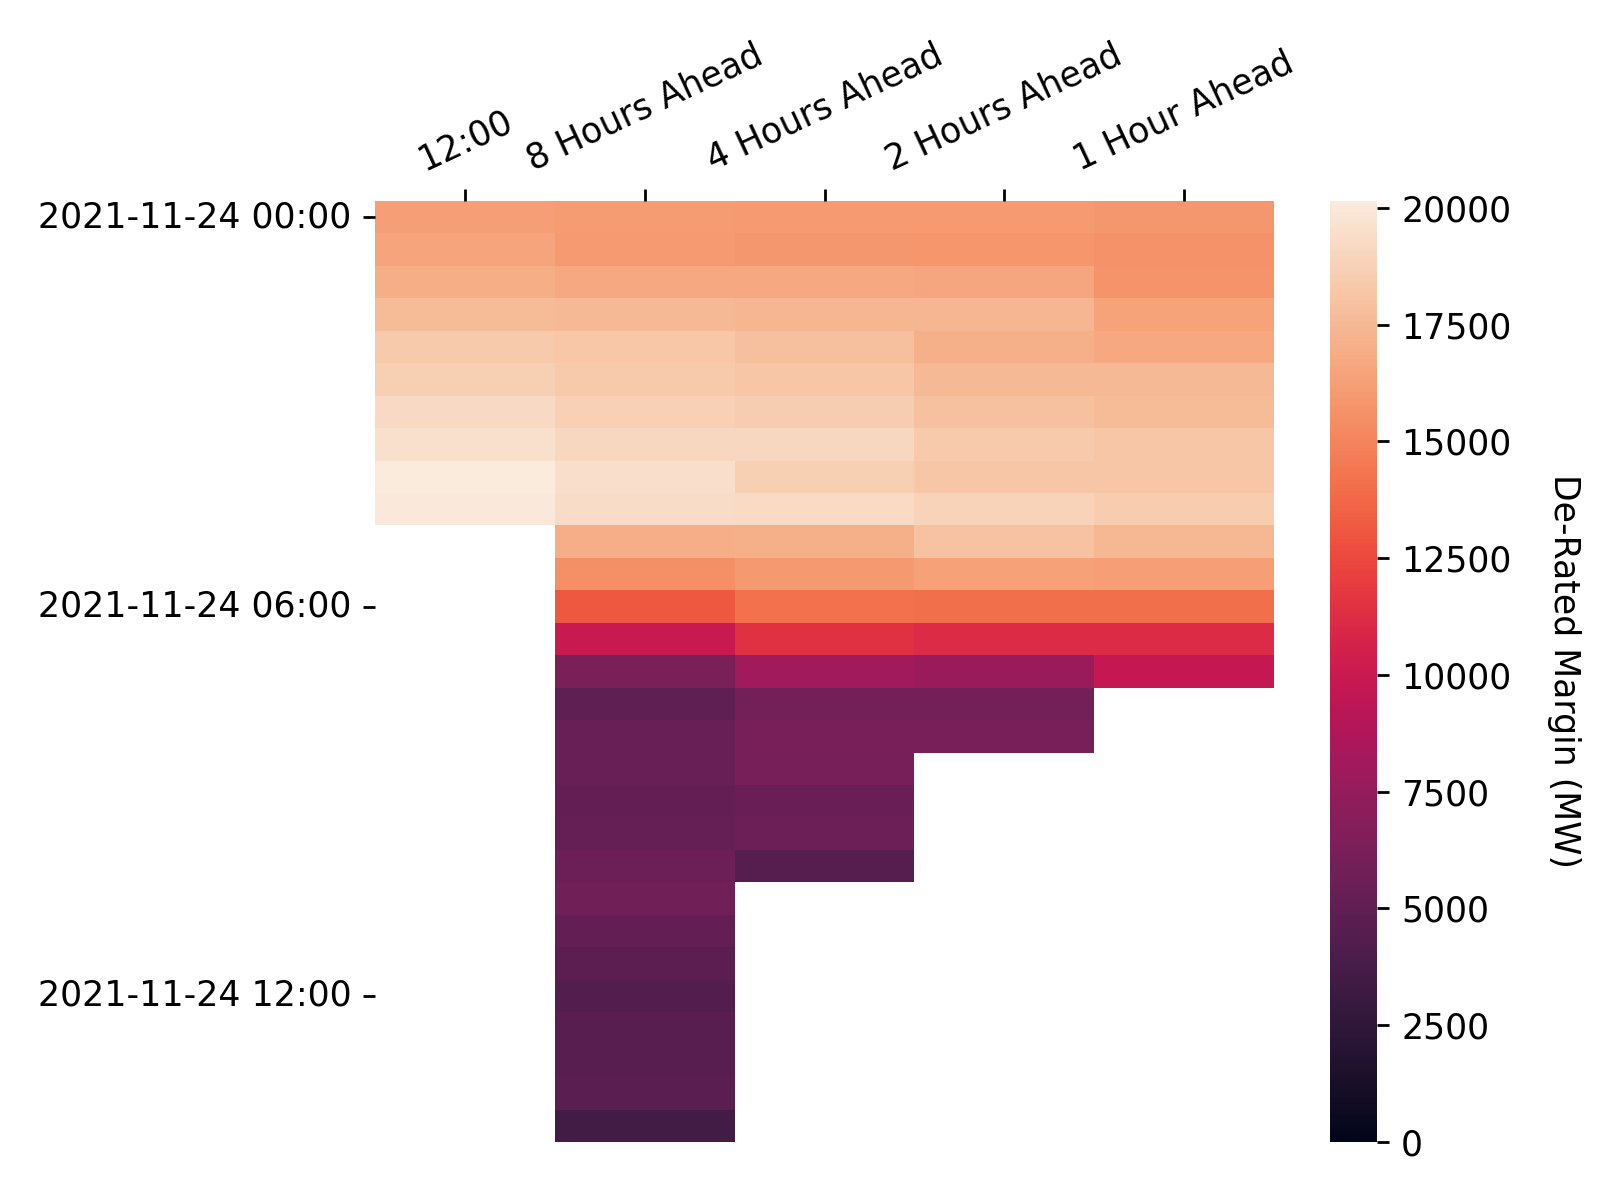 12:00
8 Hours Ahead
4 Hours Ahead
2 Hours Ahead
1 Hour Ahead
2021-11-24 00:00
2021-11-24 06:00
2021-11-24 12:00
20000
17500
15000
12500
10000
7500
5000
2500
0
De-Rated Margin (MW)